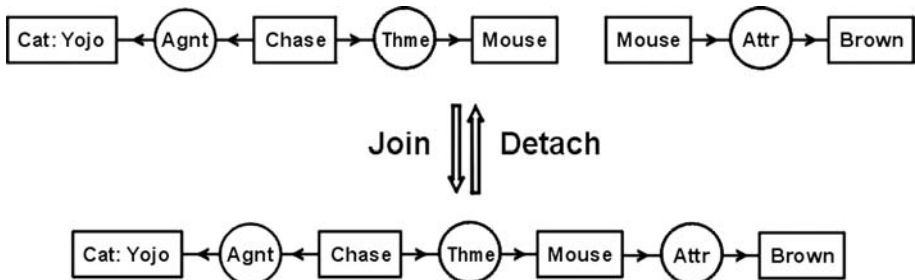 Cat: Yojo Agnt Chase Thme Mouse Mouse Attr Brown
Join Detach
Cat: Yojo Agnt Chase Thme Mouse Attr Brown